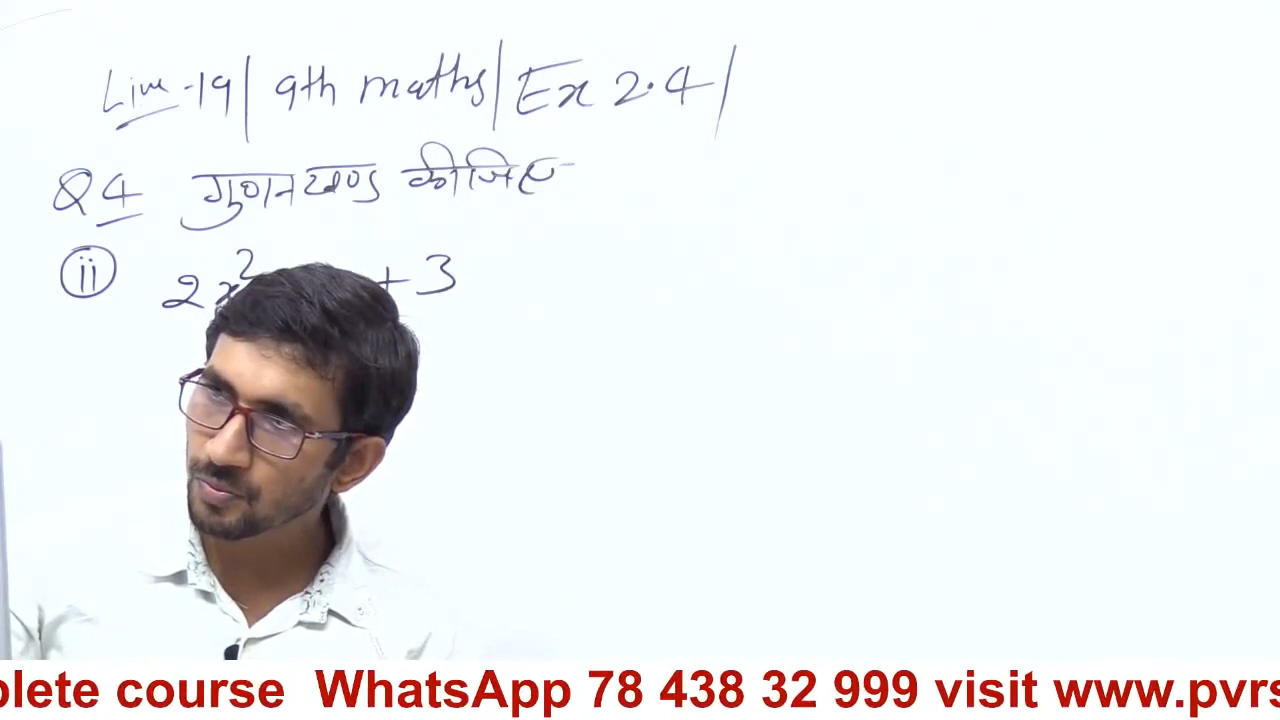 Live-19| 9th maths| Ex 2.4|
Q4 गुणनखण्ड कीजिए
ii 2x² + 3
plete course WhatsApp 78 438 32 999 visit www.pvrs